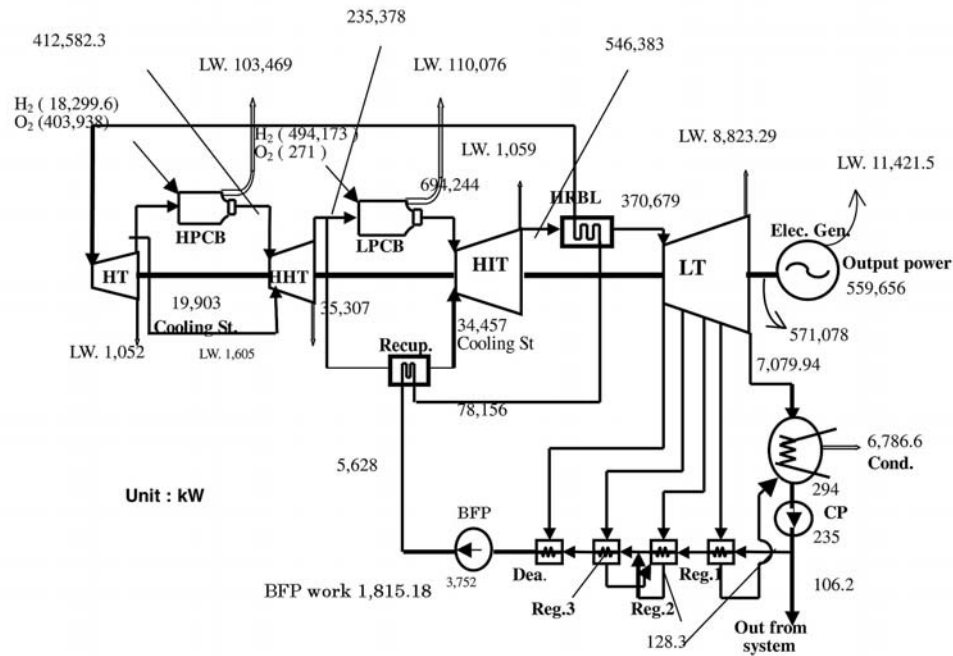 235,378
412,582.3
546,383
LW. 103,469
LW. 110,076
H₂ ( 18,299.6)
O₂ (403,938)
H₂ ( 494,173 )
O₂ ( 271 )
LW. 1,059
LW. 8,823.29
LW. 11,421.5
694,244
HRBL
370,679
HPCB
LPCB
Elec. Gen.
HT
HHT
HIT
LT
Output power
559,656
19,903
Cooling St.
35,307
34,457
Cooling St
571,078
LW. 1,052
LW. 1,605
Recup.
7,079.94
78,156
6,786.6
Cond.
5,628
294
Unit : kW
BFP
CP
235
Dea.
Reg.1
3,752
BFP work 1,815.18
Reg.3
Reg.2
106.2
128.3
Out from
system